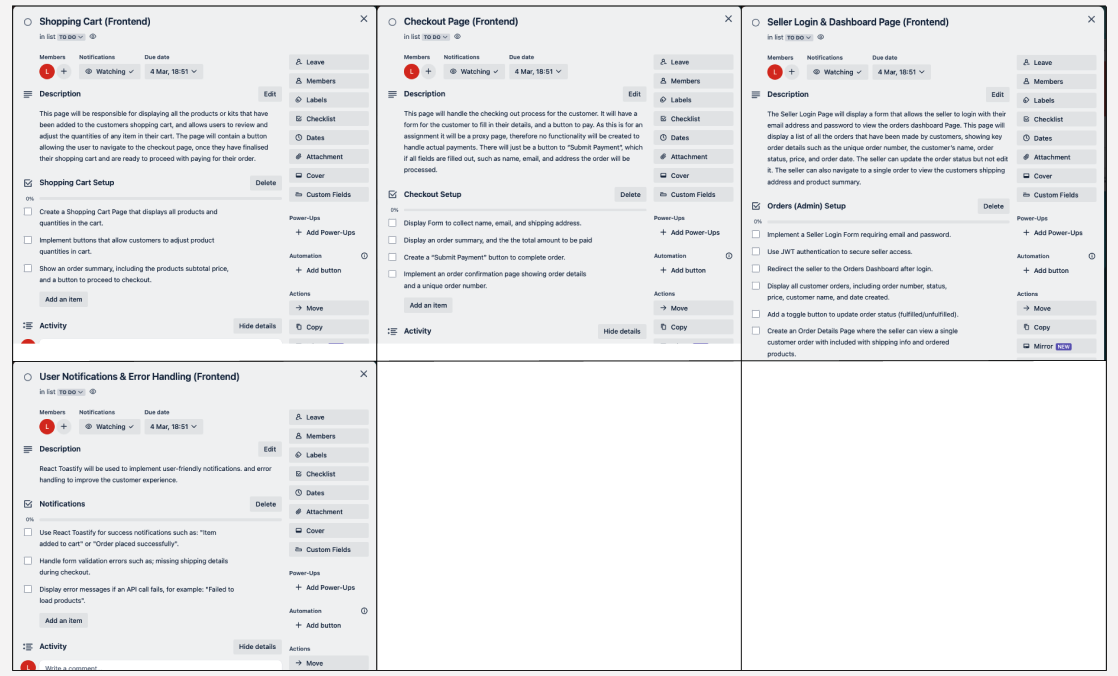 Shopping Cart (Frontend)
in list TO DO
Members
Notifications
Due date
L
Watching
4 Mar, 18:51
Description
Edit
This page will be responsible for displaying all the products or kits that have
been added to the customers shopping cart, and allows users to review and
adjust the quantities of any item in their cart. The page will contain a button
allowing the user to navigate to the checkout page, once they have finalised
their shopping cart and are ready to proceed with paying for their order.
Shopping Cart Setup
Delete
0%
Create a Shopping Cart Page that displays all products and
quantities in the cart.
Implement buttons that allow customers to adjust product
quantities in cart.
Show an order summary, including the products subtotal price,
and a button to proceed to checkout.
Add an item
Activity
Hide details
Leave
Members
Labels
Checklist
Dates
Attachment
Cover
Custom Fields
Power-Ups
+ Add Power-Ups
Automation
+ Add button
Actions
→ Move
Copy
Checkout Page (Frontend)
in list TO DO
Members
Notifications
Due date
L
Watching
4 Mar, 18:51
Description
Edit
This page will handle the checking out process for the customer. It will have a
form for the customer to fill in their details, and a button to pay. As this is for an
assignment it will be a proxy page, therefore no functionality will be created to
handle actual payments. There will just be a button to "Submit Payment", which
if all fields are filled out, such as name, email, and address the order will be
processed.
Checkout Setup
Delete
0%
Display Form to collect name, email, and shipping address.
Display an order summary, and the the total amount to be paid
Create a "Submit Payment" button to complete order.
Implement an order confirmation page showing order details
and a unique order number.
Add an item
Activity
Hide details
Leave
Members
Labels
Checklist
Dates
Attachment
Cover
Custom Fields
Power-Ups
+ Add Power-Ups
Automation
+ Add button
Actions
→ Move
Copy
Seller Login & Dashboard Page (Frontend)
in list TO DO
Members
Notifications
Due date
L
Watching
4 Mar, 18:51
Description
Edit
The Seller Login Page will display a form that allows the seller to login with their
email address and password to view the orders dashboard Page. This page will
display a list of all the orders that have been made by customers, showing key
order details such as the unique order number, the customer's name, order
status, price, and order date. The seller can update the order status but not edit
it. The seller can also navigate to a single order to view the customers shipping
address and product summary.
Orders (Admin) Setup
Delete
0%
Implement a Seller Login Form requiring email and password.
Use JWT authentication to secure seller access.
Redirect the seller to the Orders Dashboard after login.
Display all customer orders, including order number, status,
price, customer name, and date created.
Add a toggle button to update order status (fulfilled/unfulfilled).
Create an Order Details Page where the seller can view a single
customer order with included with shipping info and ordered
products.
Leave
Members
Labels
Checklist
Dates
Attachment
Cover
Custom Fields
Power-Ups
+ Add Power-Ups
Automation
+ Add button
Actions
→ Move
Copy
Mirror NEW
User Notifications & Error Handling (Frontend)
in list TO DO
Members
Notifications
Due date
L
Watching
4 Mar, 18:51
Description
Edit
React Toastify will be used to implement user-friendly notifications. and error
handling to improve the customer experience.
Notifications
Delete
0%
Use React Toastify for success notifications such as: "Item
added to cart" or "Order placed successfully".
Handle form validation errors such as; missing shipping details
during checkout.
Display error messages if an API call fails, for example: "Failed to
load products".
Add an item
Activity
Hide details
L
Write a comment...
Leave
Members
Labels
Checklist
Dates
Attachment
Cover
Custom Fields
Power-Ups
+ Add Power-Ups
Automation
+ Add button
Actions
→ Move